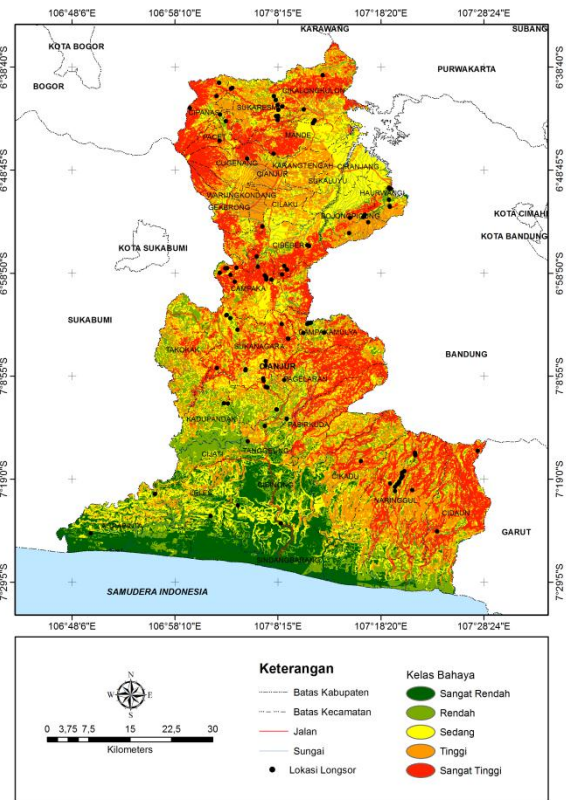 106°48'6"E 106°58'8"E 107°8'15"E 107°18'20"E 107°28'24"E
KARAWANG
SUBANG
KOTA BOGOR
6°38'40"S
6°38'40"S
PURWAKARTA
BOGOR
CIKALONGKULON
SUKARESMI
CIPANAS
MANDE
PACET
6°48'45"S
6°48'45"S
CUGENANG
KARANGTENGAH
CIRANJANG
CIANJUR
SUKALUYU
HAURWANGI
WARUNGKONDANG
GEKBRONG
CILAKU
BOJONGPICUNG
KOTA CIMAHI
KOTA BANDUNG
KOTA SUKABUMI
CIBEBER
6°58'50"S
6°58'50"S
CAMPAKA
SUKABUMI
CAMPAKAMULYA
TAKOKAK
SUKANAGARA
BANDUNG
CIANJUR
7°8'55"S
7°8'55"S
PAGELARAN
KADUPANDAK
PASIRKUDA
CIJATI
TANGGEUNG
7°19'0"S
7°19'0"S
CIKADU
NARINGGUL
CIDAUN
GARUT
SINDANGBARANG
7°29'5"S
7°29'5"S
SAMUDERA INDONESIA
106°48'6"E 106°58'8"E 107°8'15"E 107°18'20"E 107°28'24"E
N
W E
S
0 3,75 7,5 15 22,5 30
Kilometers
Keterangan
Batas Kabupaten
Batas Kecamatan
Jalan
Sungai
Lokasi Longsor
Kelas Bahaya
Sangat Rendah
Rendah
Sedang
Tinggi
Sangat Tinggi